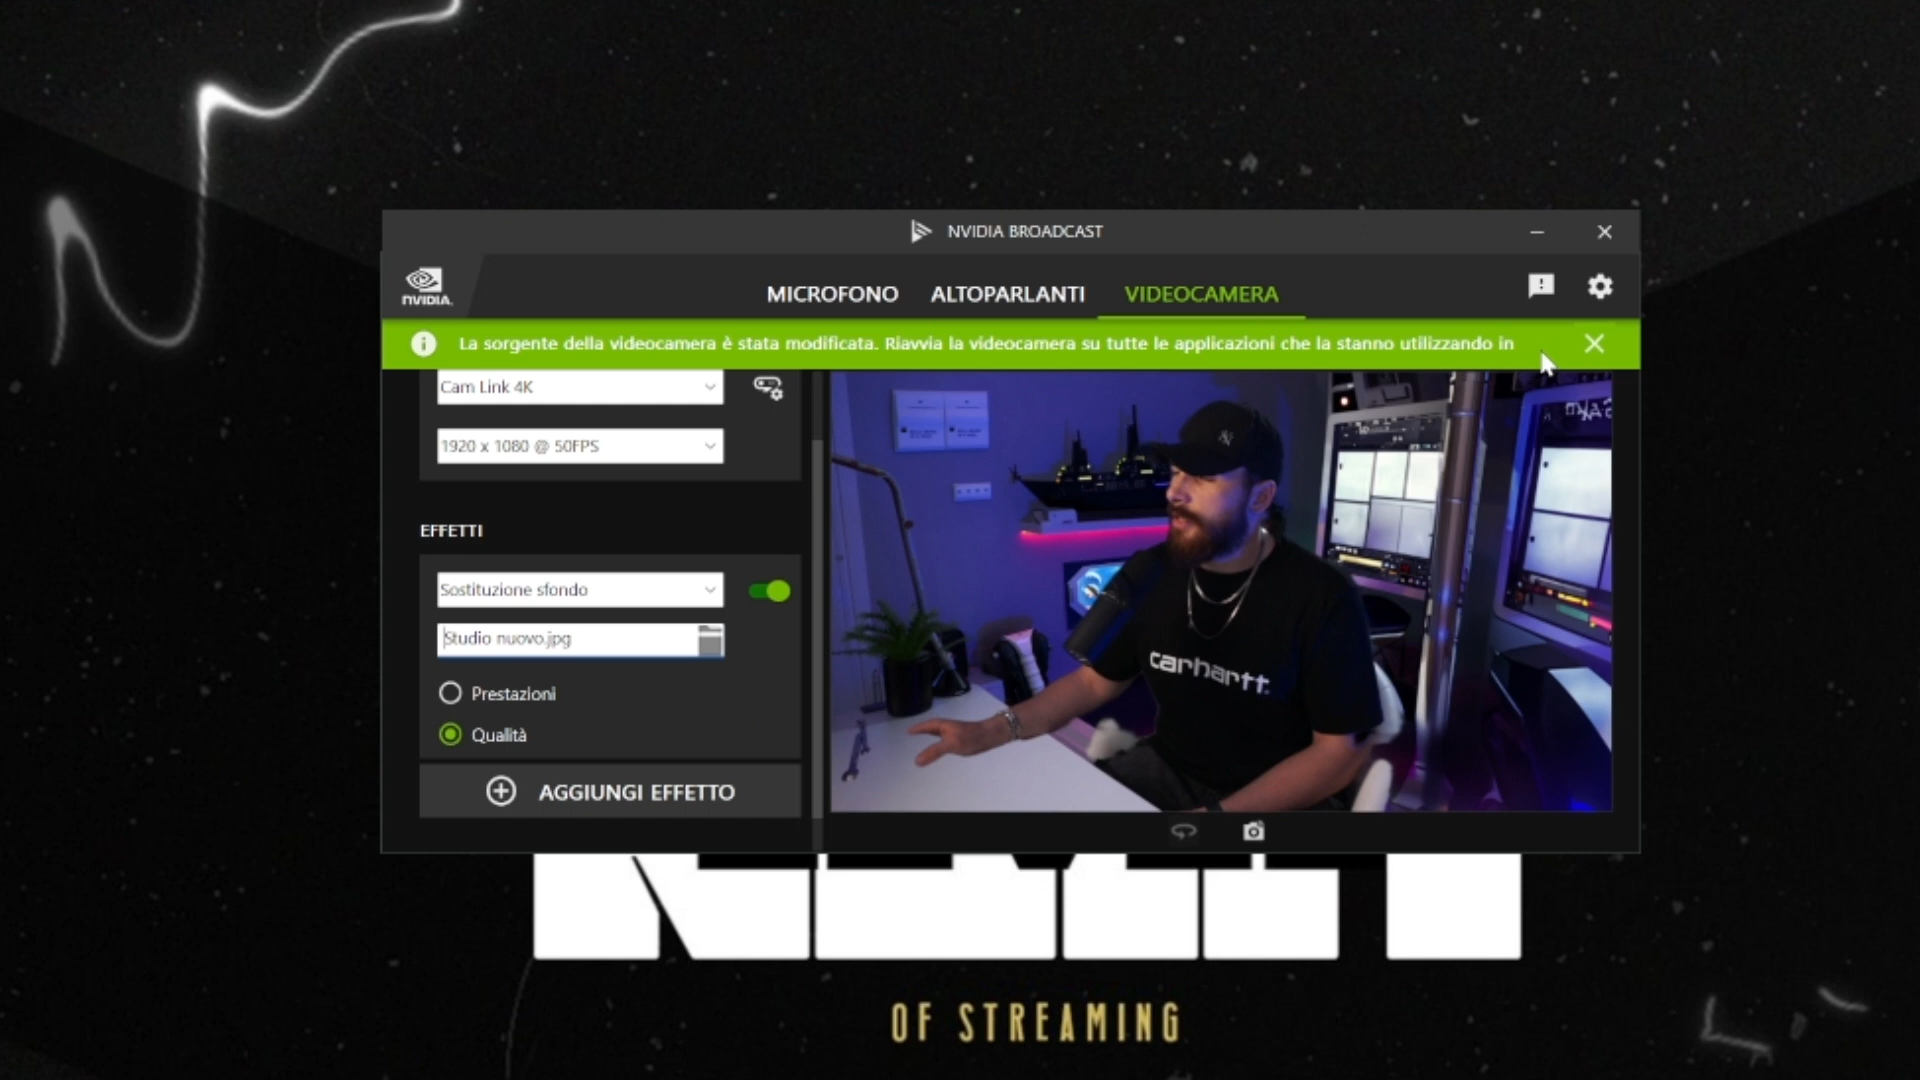 NVIDIA BROADCAST
NVIDIA.
MICROFONO
ALTOPARLANTI
VIDEOCAMERA
La sorgente della videocamera è stata modificata. Riavvia la videocamera su tutte le applicazioni che la stanno utilizzando in
Cam Link 4K
1920 x 1080 @ 50FPS
EFFETTI
Sostituzione sfondo
Studio nuovo.jpg
Prestazioni
Qualità
AGGIUNGI EFFETTO
carhartt.
OF STREAMING